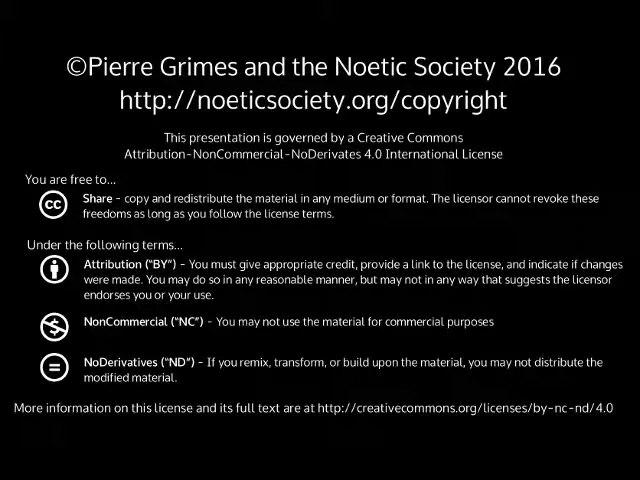 ©Pierre Grimes and the Noetic Society 2016
http://noeticsociety.org/copyright
This presentation is governed by a Creative Commons
Attribution-NonCommercial-NoDerivates 4.0 International License
You are free to...
cc
Share - copy and redistribute the material in any medium or format. The licensor cannot revoke these
freedoms as long as you follow the license terms.
Under the following terms...
Attribution ("BY") - You must give appropriate credit, provide a link to the license, and indicate if changes
were made. You may do so in any reasonable manner, but may not in any way that suggests the licensor
endorses you or your use.
NonCommercial ("NC") - You may not use the material for commercial purposes
NoDerivatives ("ND") - If you remix, transform, or build upon the material, you may not distribute the
modified material.
More information on this license and its full text are at http://creativecommons.org/licenses/by-nc-nd/4.0